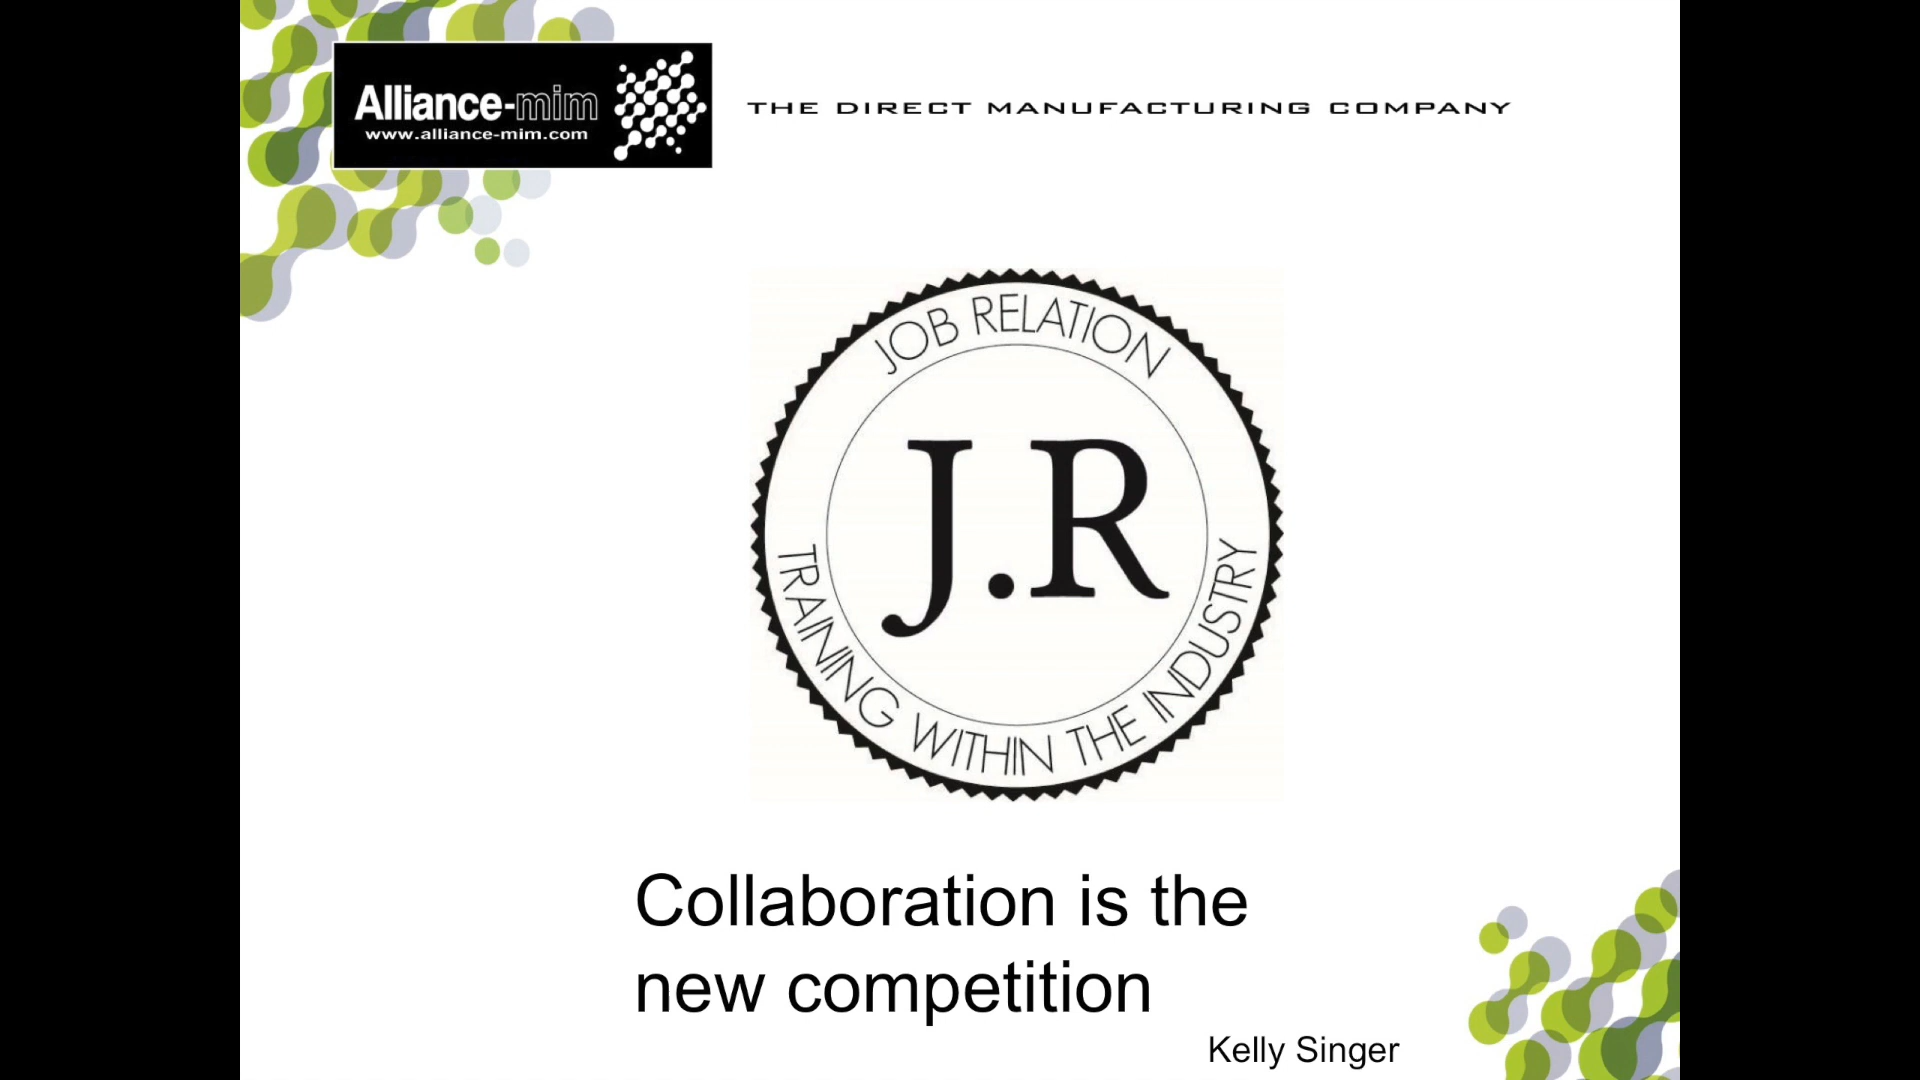 Alliance-mim
www.alliance-mim.com
THE DIRECT MANUFACTURING COMPANY
JOB RELATION
J.R
TRAINING WITHIN THE INDUSTRY
Collaboration is the
new competition
Kelly Singer